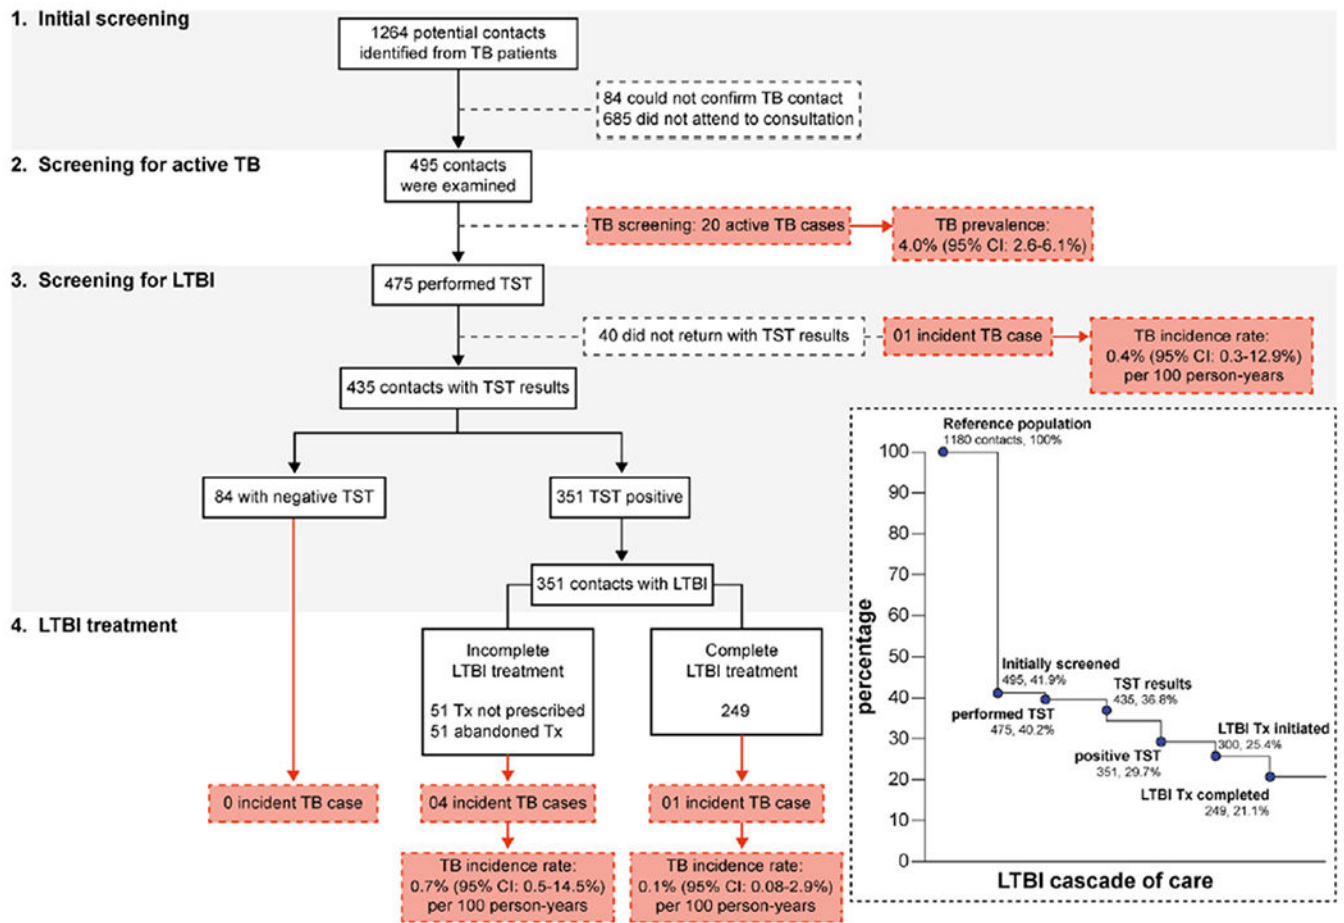 1. Initial screening
1264 potential contacts
identified from TB patients
84 could not confirm TB contact
685 did not attend to consultation
2. Screening for active TB
495 contacts
were examined
TB screening: 20 active TB cases
TB prevalence:
4.0% (95% CI: 2.6-6.1%)
3. Screening for LTBI
475 performed TST
40 did not return with TST results
01 incident TB case
TB incidence rate:
0.4% (95% CI: 0.3-12.9%)
per 100 person-years
435 contacts with TST results
84 with negative TST
351 TST positive
351 contacts with LTBI
4. LTBI treatment
Incomplete
LTBI treatment
51 Tx not prescribed
51 abandoned Tx
Complete
LTBI treatment
249
0 incident TB case
04 incident TB cases
01 incident TB case
TB incidence rate:
0.7% (95% CI: 0.5-14.5%)
per 100 person-years
TB incidence rate:
0.1% (95% CI: 0.08-2.9%)
per 100 person-years
percentage
100
90
80
70
60
50
40
30
20
10
0
Reference population
1180 contacts, 100%
Initially screened
495, 41.9%
performed TST
475, 40.2%
TST results
435, 36.8%
positive TST
351, 29.7%
LTBI Tx initiated
300, 25.4%
LTBI Tx completed
249, 21.1%
LTBI cascade of care